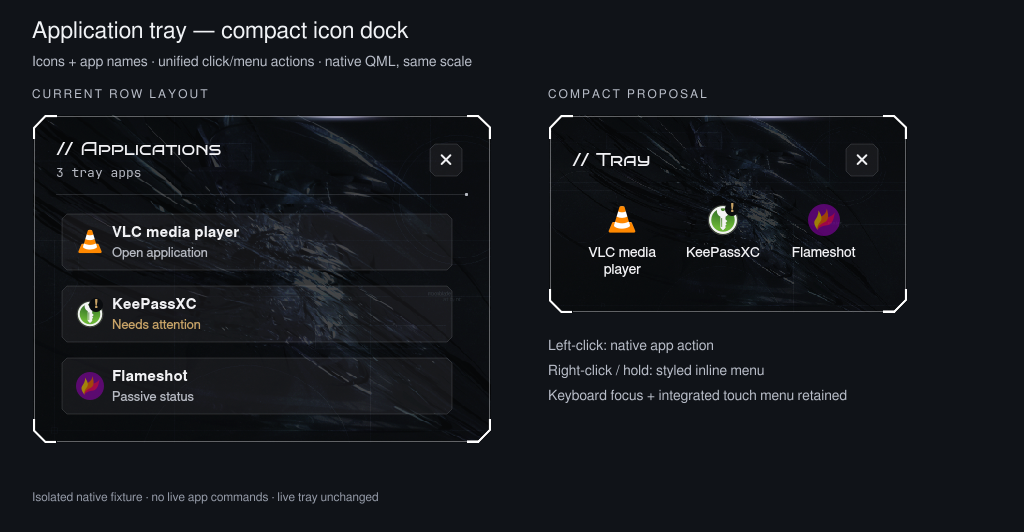 Application tray — compact icon dock
Icons + app names · unified click/menu actions · native QML, same scale
CURRENT ROW LAYOUT
// Applications
3 tray apps
VLC media player
Open application
!
KeePassXC
Needs attention
Flameshot
Passive status
COMPACT PROPOSAL
// Tray
!
VLC media
player
KeePassXC
Flameshot
Left-click: native app action
Right-click / hold: styled inline menu
Keyboard focus + integrated touch menu retained
Isolated native fixture · no live app commands · live tray unchanged